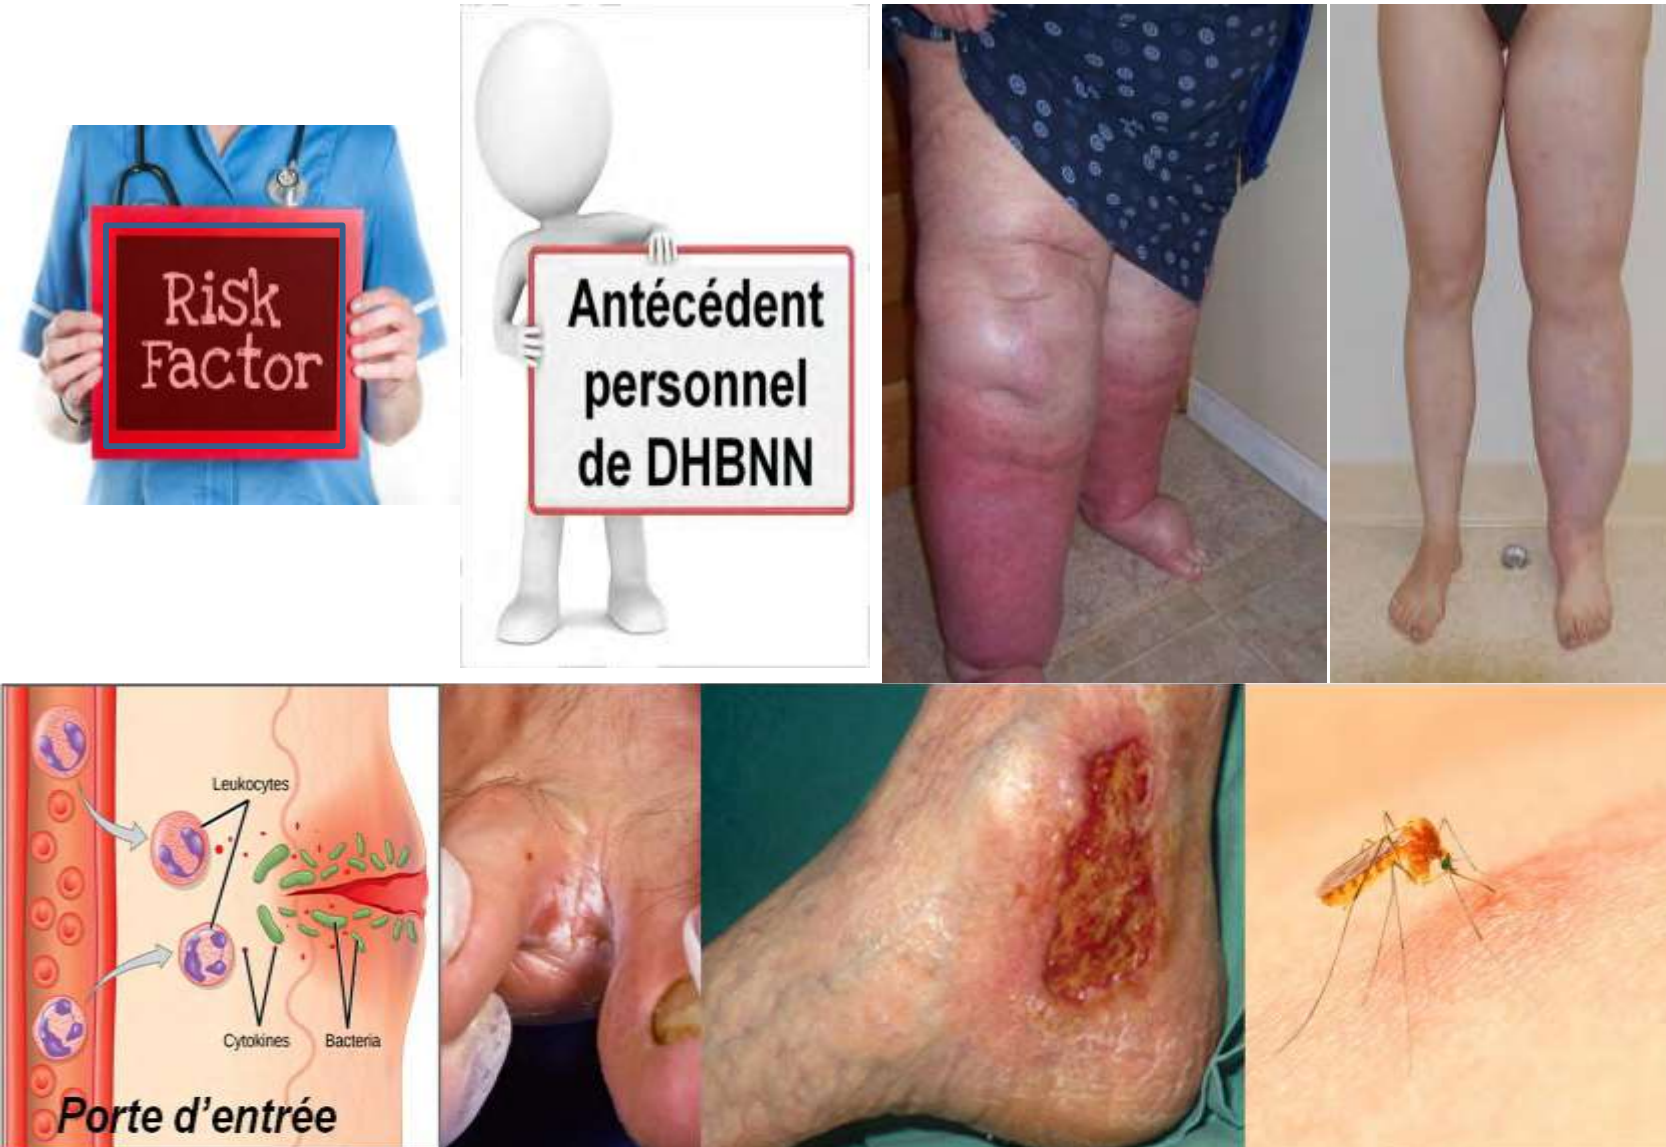 Risk
Factor
Antécédent
personnel
de DHBNN
Leukocytes
Cytokines
Bacteria
Porte d'entrée